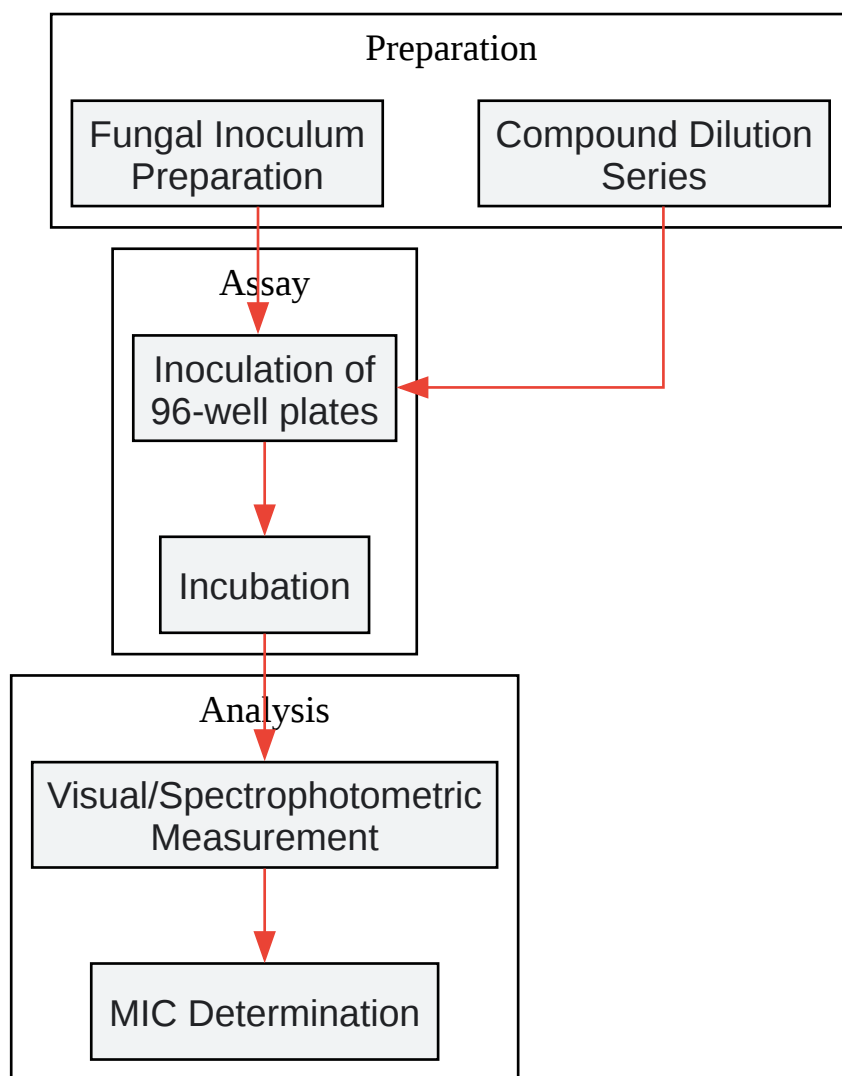 Preparation
Fungal Inoculum
Preparation
Compound Dilution
Series
Assay
Inoculation of
96-well plates
Incubation
Analysis
Visual/Spectrophotometric
Measurement
MIC Determination